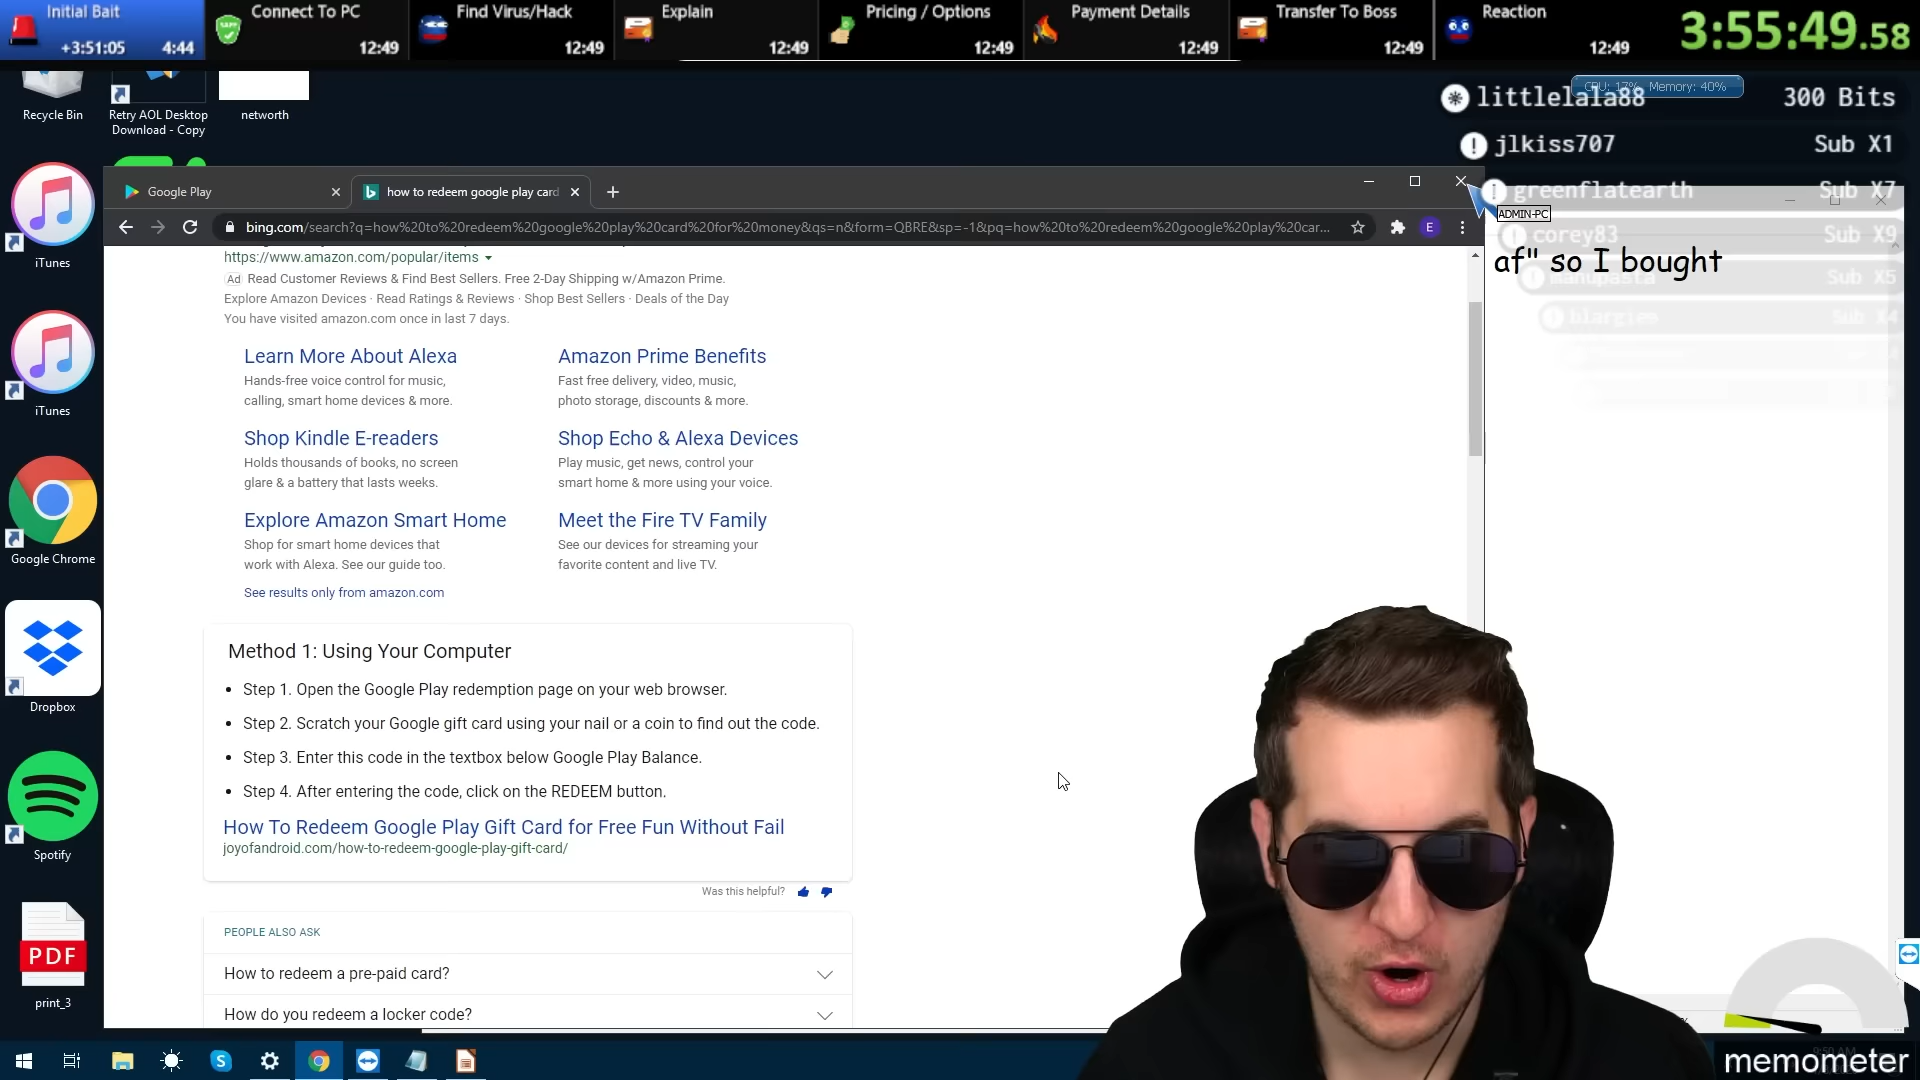 Initial Bait
+3:51:05 4:44
Connect To PC
12:49
Find Virus/Hack
12:49
Explain
12:49
Pricing / Options
12:49
Payment Details
12:49
Transfer To Boss
12:49
Reaction
12:49
3:55:49.58
CPU: 17% Memory: 40%
littlelala88 300 Bits
jlkiss707 Sub X1
greenflatearth Sub X7
corey83 Sub X9
manupasta Sub X5
blargies Sub X4
ADMIN-PC
af" so I bought
Recycle Bin
Retry AOL Desktop
Download - Copy
networth
iTunes
iTunes
Google Chrome
Dropbox
Spotify
PDF
print_3
Google Play
how to redeem google play card
bing.com/search?q=how%20to%20redeem%20google%20play%20card%20for%20money&qs=n&form=QBRE&sp=-1&pq=how%20to%20redeem%20google%20play%20car...
E
https://www.amazon.com/popular/items
Ad Read Customer Reviews & Find Best Sellers. Free 2-Day Shipping w/Amazon Prime.
Explore Amazon Devices · Read Ratings & Reviews · Shop Best Sellers · Deals of the Day
You have visited amazon.com once in last 7 days.
Learn More About Alexa
Hands-free voice control for music,
calling, smart home devices & more.
Amazon Prime Benefits
Fast free delivery, video, music,
photo storage, discounts & more.
Shop Kindle E-readers
Holds thousands of books, no screen
glare & a battery that lasts weeks.
Shop Echo & Alexa Devices
Play music, get news, control your
smart home & more using your voice.
Explore Amazon Smart Home
Shop for smart home devices that
work with Alexa. See our guide too.
Meet the Fire TV Family
See our devices for streaming your
favorite content and live TV.
See results only from amazon.com
Method 1: Using Your Computer
Step 1. Open the Google Play redemption page on your web browser.
Step 2. Scratch your Google gift card using your nail or a coin to find out the code.
Step 3. Enter this code in the textbox below Google Play Balance.
Step 4. After entering the code, click on the REDEEM button.
How To Redeem Google Play Gift Card for Free Fun Without Fail
joyofandroid.com/how-to-redeem-google-play-gift-card/
Was this helpful?
PEOPLE ALSO ASK
How to redeem a pre-paid card?
How do you redeem a locker code?
memometer